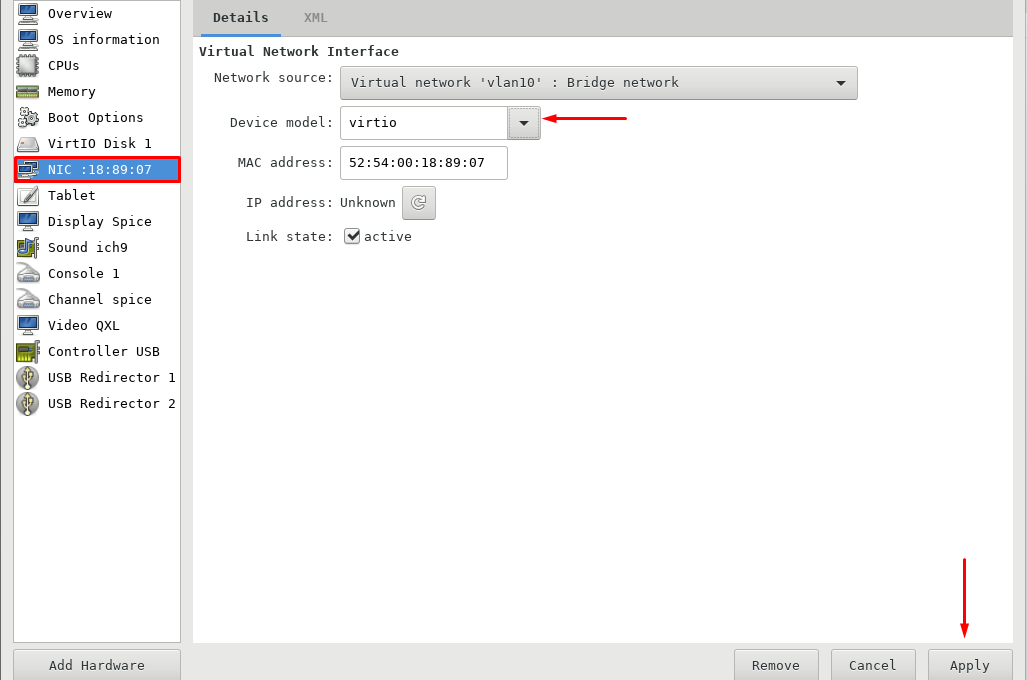 Overview
OS information
CPUs
Memory
Boot Options
VirtIO Disk 1
NIC :18:89:07
Tablet
Display Spice
Sound ich9
Console 1
Channel spice
Video QXL
Controller USB
USB Redirector 1
USB Redirector 2
Add Hardware
Details XML
Virtual Network Interface
Network source: Virtual network 'vlan10' : Bridge network
Device model: virtio
MAC address: 52:54:00:18:89:07
IP address: Unknown
Link state: active
Remove Cancel Apply